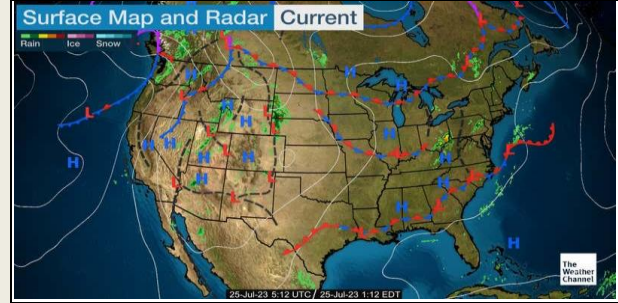 Surface Map and Radar Current
Rain Ice Snow
H
H
H
L
H
H
H
H
L
H
H
H
H
H
L
H
H
L
L
L
L
H
H
L
H
25-Jul-23 5:12 UTC / 25-Jul-23 1:12 EDT
The
Weather
Channel